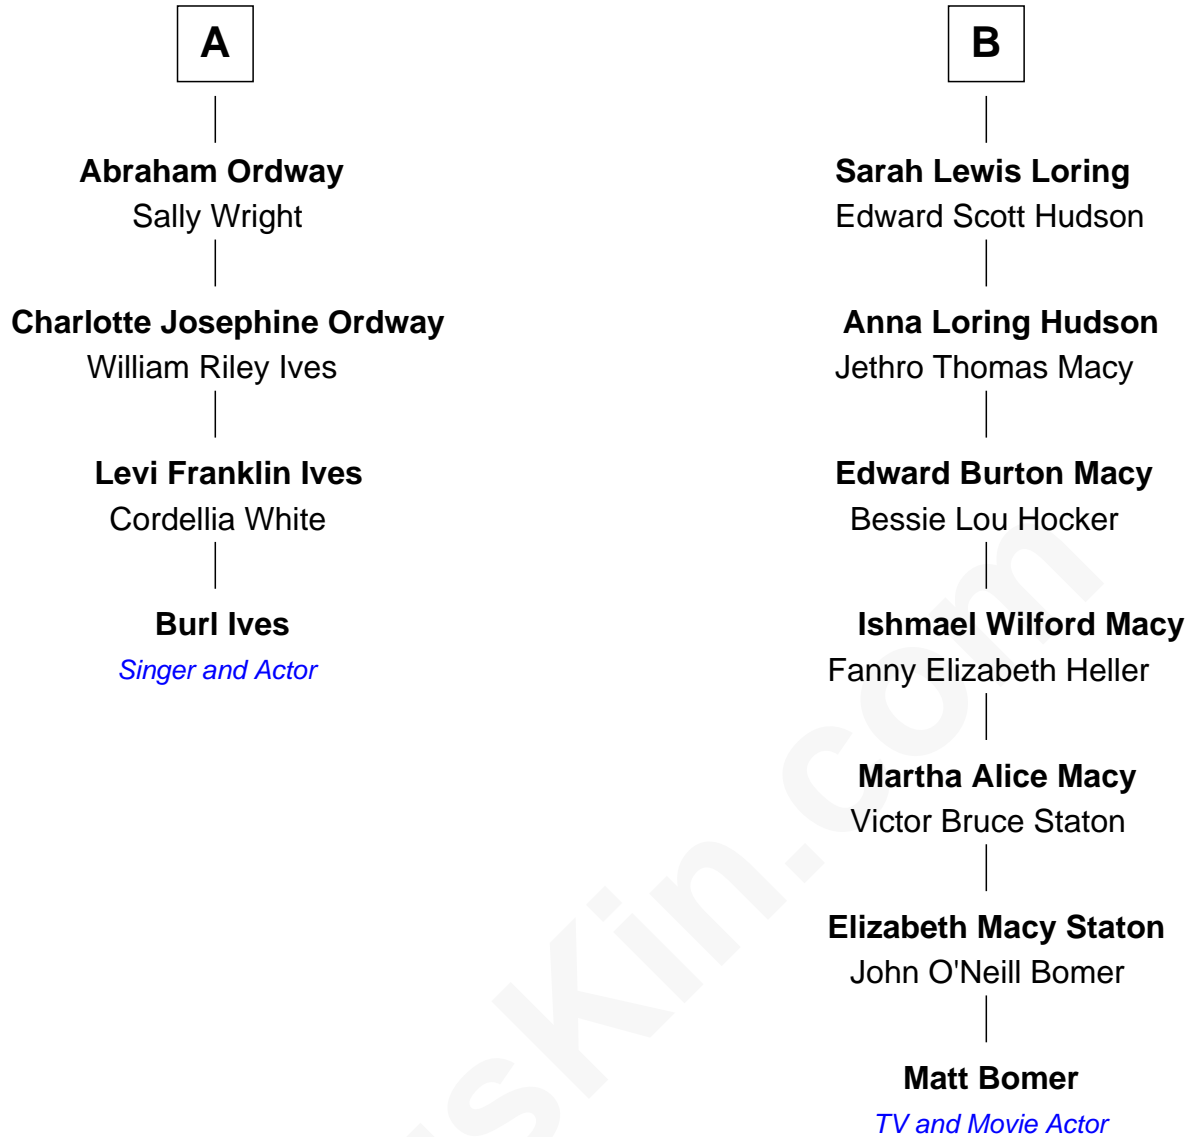 A
Abraham Ordway
Sally Wright
Charlotte Josephine Ordway
William Riley Ives
Levi Franklin Ives
Cordellia White
Burl Ives
Singer and Actor
B
Sarah Lewis Loring
Edward Scott Hudson
Anna Loring Hudson
Jethro Thomas Macy
Edward Burton Macy
Bessie Lou Hocker
Ishmael Wilford Macy
Fanny Elizabeth Heller
Martha Alice Macy
Victor Bruce Staton
Elizabeth Macy Staton
John O'Neill Bomer
Matt Bomer
TV and Movie Actor
usKin.com